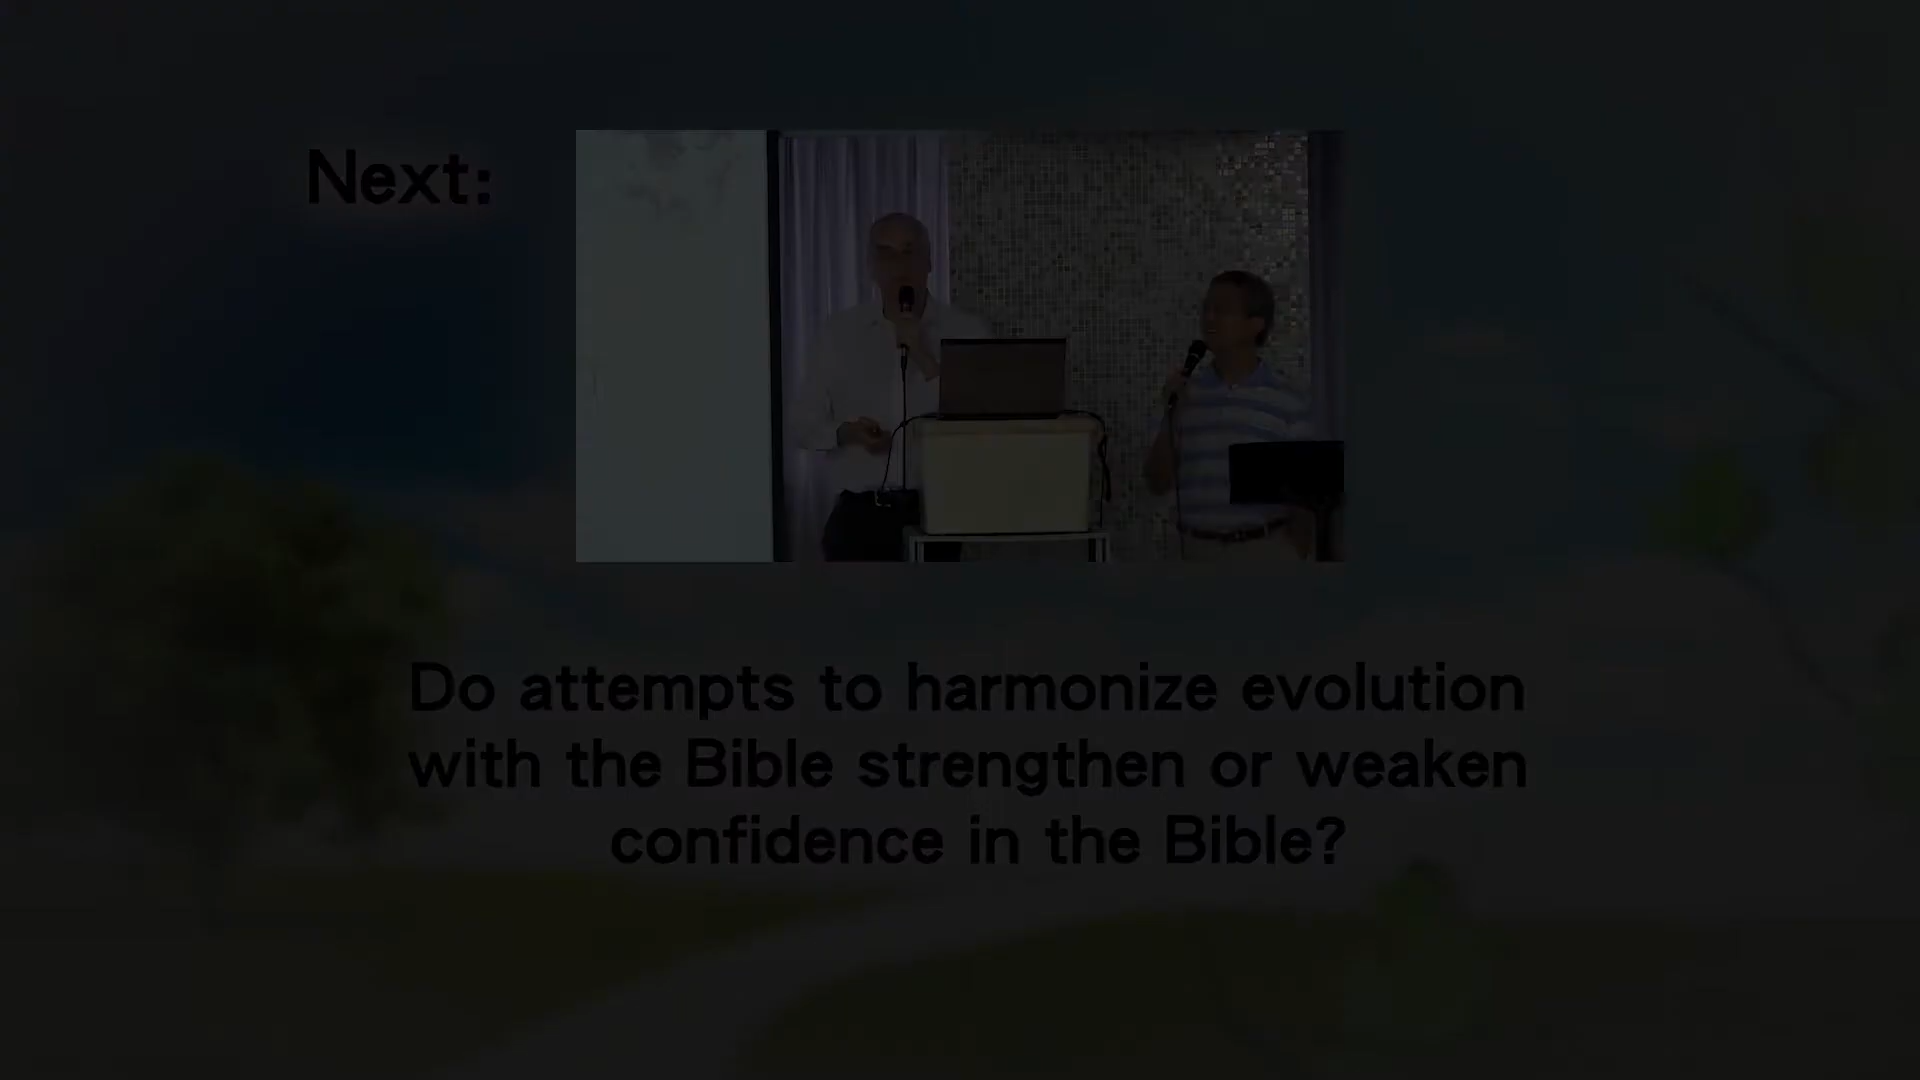 Next:
Do attempts to harmonize evolution
with the Bible strengthen or weaken
confidence in the Bible?